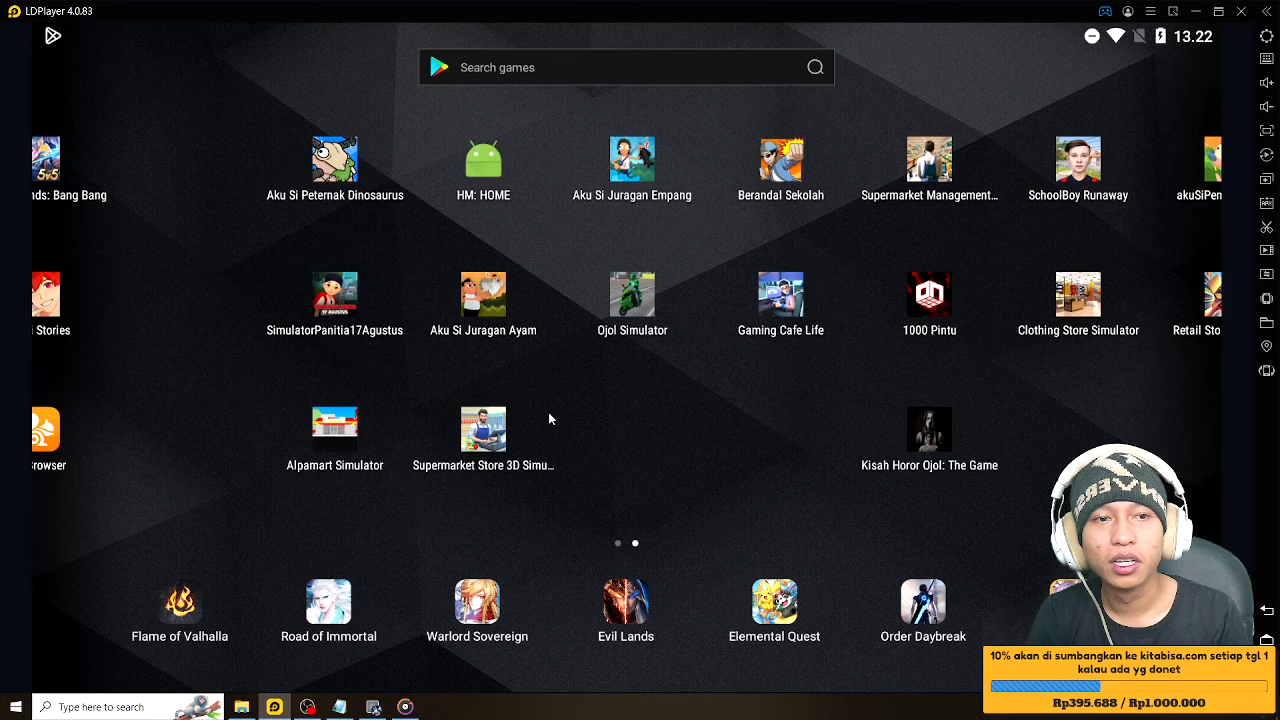 LDPlayer 4.0.83
13.22
Search games
nds: Bang Bang
Aku Si Peternak Dinosaurus
HM: HOME
Aku Si Juragan Empang
Berandal Sekolah
Supermarket Management...
SchoolBoy Runaway
akuSiPen
i Stories
SimulatorPanitia17Agustus
Aku Si Juragan Ayam
Ojol Simulator
Gaming Cafe Life
1000 Pintu
Clothing Store Simulator
Retail Sto
rowser
Alpamart Simulator
Supermarket Store 3D Simu...
Kisah Horor Ojol: The Game
Flame of Valhalla
Road of Immortal
Warlord Sovereign
Evil Lands
Elemental Quest
Order Daybreak
10% akan di sumbangkan ke kitabisa.com setiap tgl 1
kalau ada yg donet
Rp395.688 / Rp1.000.000
Type here to search